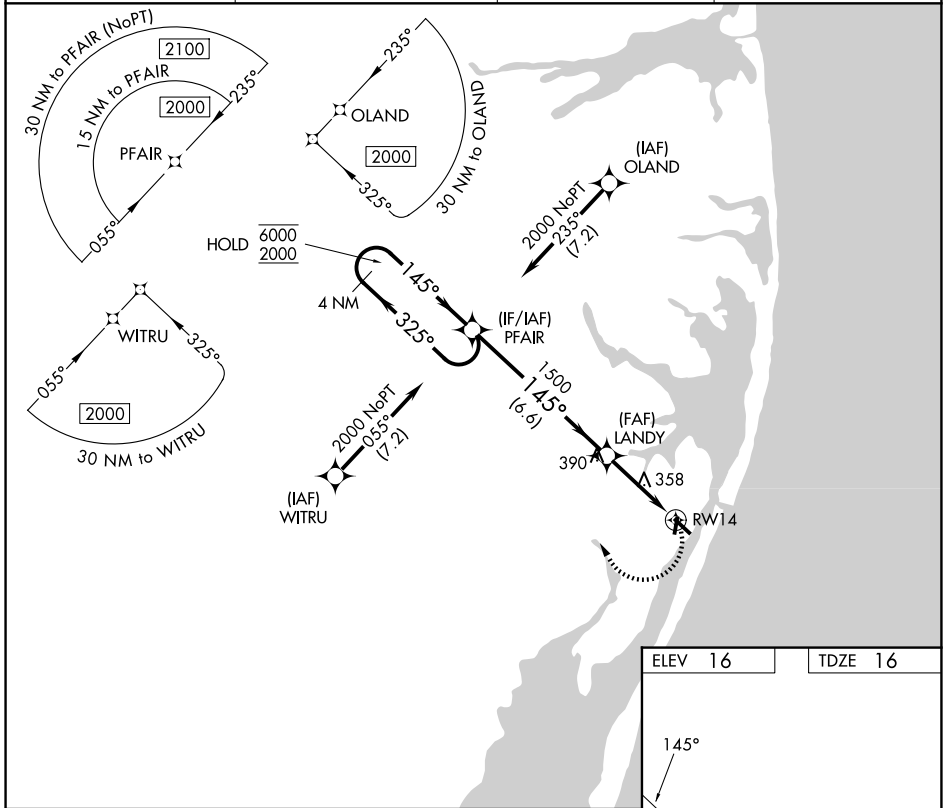 30 NM to PFAIR (NoPT)
2100
15 NM to PFAIR
2000
235°
PFAIR
055°
235°
OLAND
2000
30 NM to OLAND
325°
WITRU
055°
325°
2000
30 NM to WITRU
(IAF)
OLAND
2000 NoPT
235°
(7.2)
HOLD
6000
2000
4 NM
145°
325°
(IF/IAF)
PFAIR
1500
145°
(6.6)
2000 NoPT
055°
(7.2)
(IAF)
WITRU
(FAF)
LANDY
390
358
RW14
ELEV 16
TDZE 16
145°